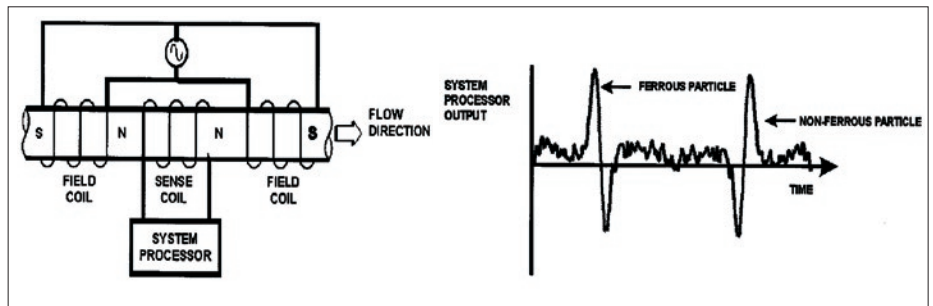 S
N
N
S
FLOW
DIRECTION
FIELD
COIL
SENSE
COIL
FIELD
COIL
SYSTEM
PROCESSOR
SYSTEM
PROCESSOR
OUTPUT
FERROUS PARTICLE
NON-FERROUS PARTICLE
TIME